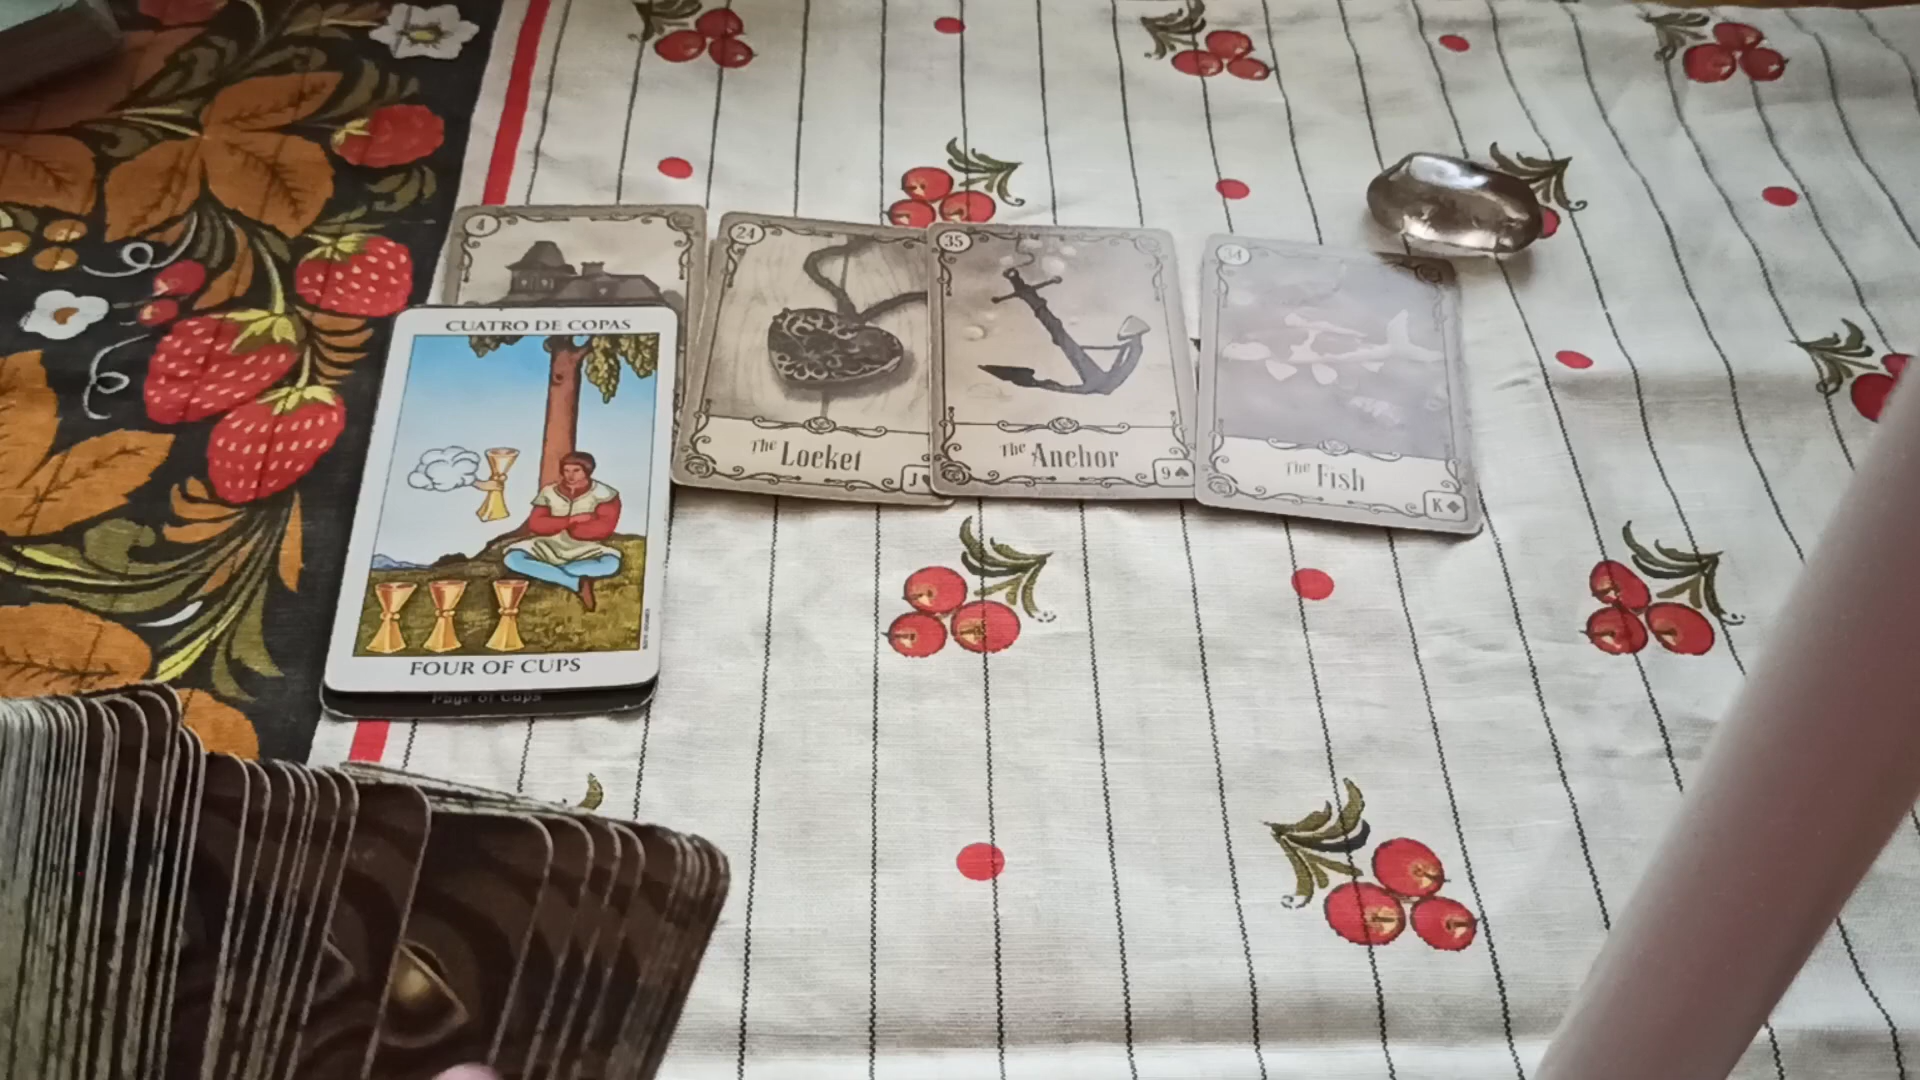 4
24
35
34
CUATRO DE COPAS
The Locket
J
The Anchor
9♠
The Fish
K♦
FOUR OF CUPS
Page of Cups